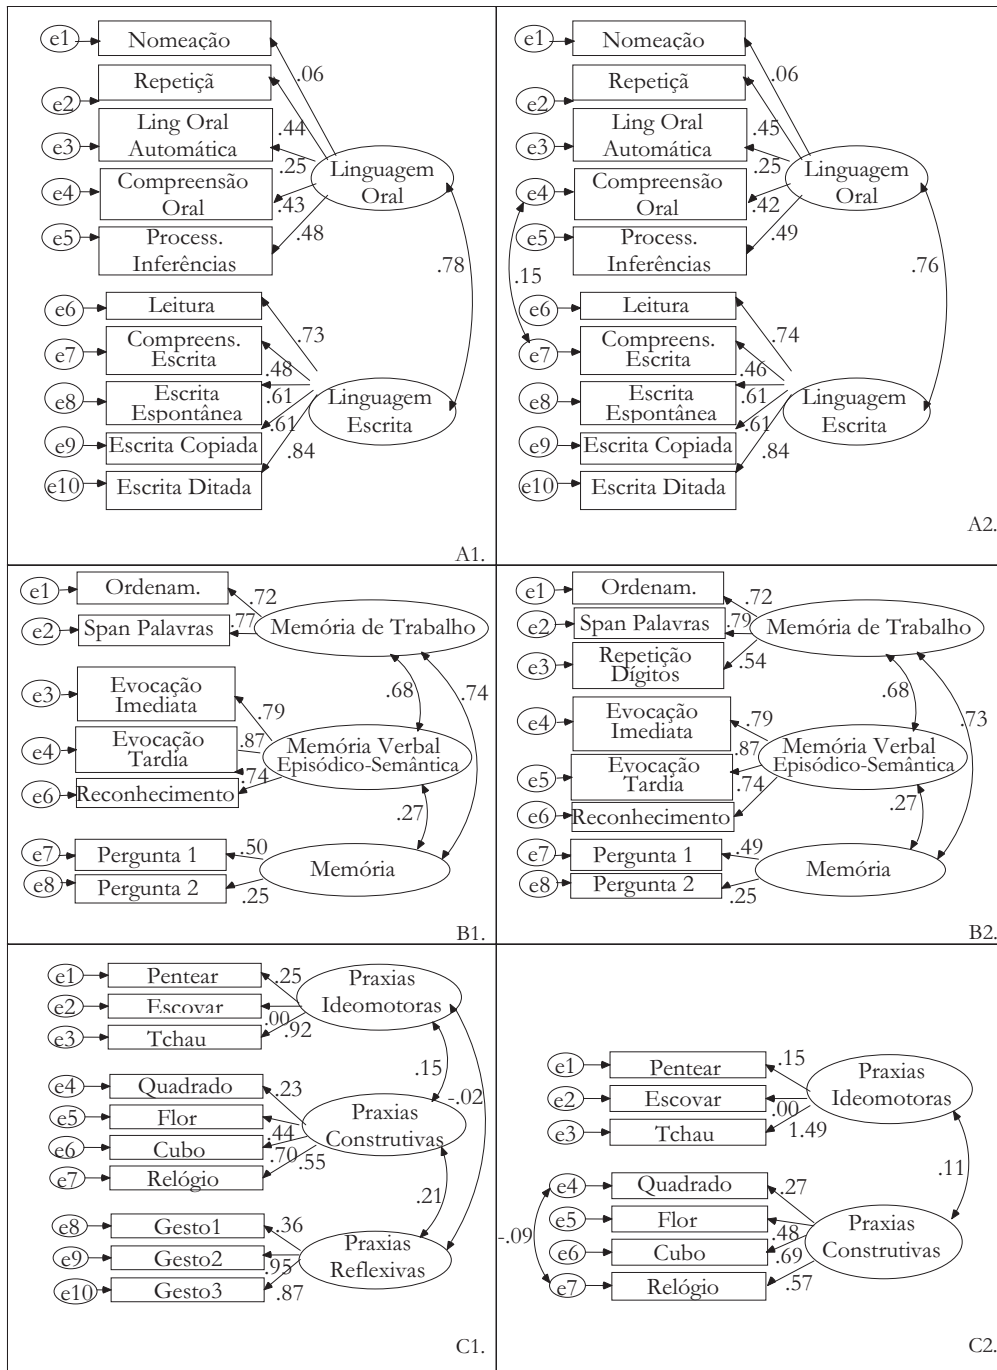 e1
Nomeação
.06
e2
Repetiçã
e3
Ling Oral
Automática
.44
.25
e4
Compreensão
Oral
.43
Linguagem
Oral
e5
Process.
Inferências
.48
.78
e6
Leitura
.73
e7
Compreens.
Escrita
.48
e8
Escrita
Espontânea
.61
Linguagem
Escrita
e9
Escrita Copiada
.61
.84
e10
Escrita Ditada
A1.
e1
Nomeação
.06
e2
Repetiçã
e3
Ling Oral
Automática
.45
.25
e4
Compreensão
Oral
.42
Linguagem
Oral
e5
Process.
Inferências
.49
.15
.76
e6
Leitura
.74
e7
Compreens.
Escrita
.46
e8
Escrita
Espontânea
.61
Linguagem
Escrita
e9
Escrita Copiada
.61
.84
e10
Escrita Ditada
A2.
e1
Ordenam.
.72
e2
Span Palavras
.77
Memória de Trabalho
.68
.74
e3
Evocação
Imediata
.79
e4
Evocação
Tardia
.87
Memória Verbal
Episódico-Semântica
e6
Reconhecimento
.74
.27
e7
Pergunta 1
.50
Memória
e8
Pergunta 2
.25
B1.
e1
Ordenam.
.72
e2
Span Palavras
.79
Memória de Trabalho
e3
Repetição
Dígitos
.54
.68
.73
e4
Evocação
Imediata
.79
.87
Memória Verbal
Episódico-Semântica
e5
Evocação
Tardia
.74
e6
Reconhecimento
.27
e7
Pergunta 1
.49
Memória
e8
Pergunta 2
.25
B2.
e1
Pentear
.25
Praxias
Ideomotoras
e2
Escovar
.00
e3
Tchau
.92
.15
-.02
e4
Quadrado
.23
e5
Flor
.44
Praxias
Construtivas
e6
Cubo
.70
.55
e7
Relógio
.21
e8
Gesto1
.36
e9
Gesto2
.95
Praxias
Reflexivas
e10
Gesto3
.87
C1.
e1
Pentear
.15
Praxias
Ideomotoras
e2
Escovar
.00
e3
Tchau
1.49
.11
e4
Quadrado
.27
-.09
e5
Flor
.48
Praxias
Construtivas
e6
Cubo
.69
e7
Relógio
.57
C2.